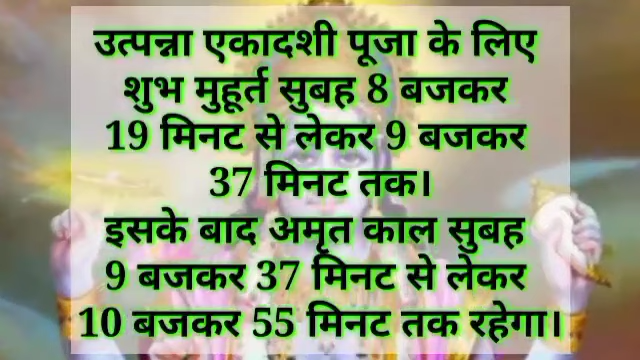 उत्पन्ना एकादशी पूजा के लिए
शुभ मुहूर्त सुबह 8 बजकर
19 मिनट से लेकर 9 बजकर
37 मिनट तक।
इसके बाद अमृत काल सुबह
9 बजकर 37 मिनट से लेकर
10 बजकर 55 मिनट तक रहेगा।